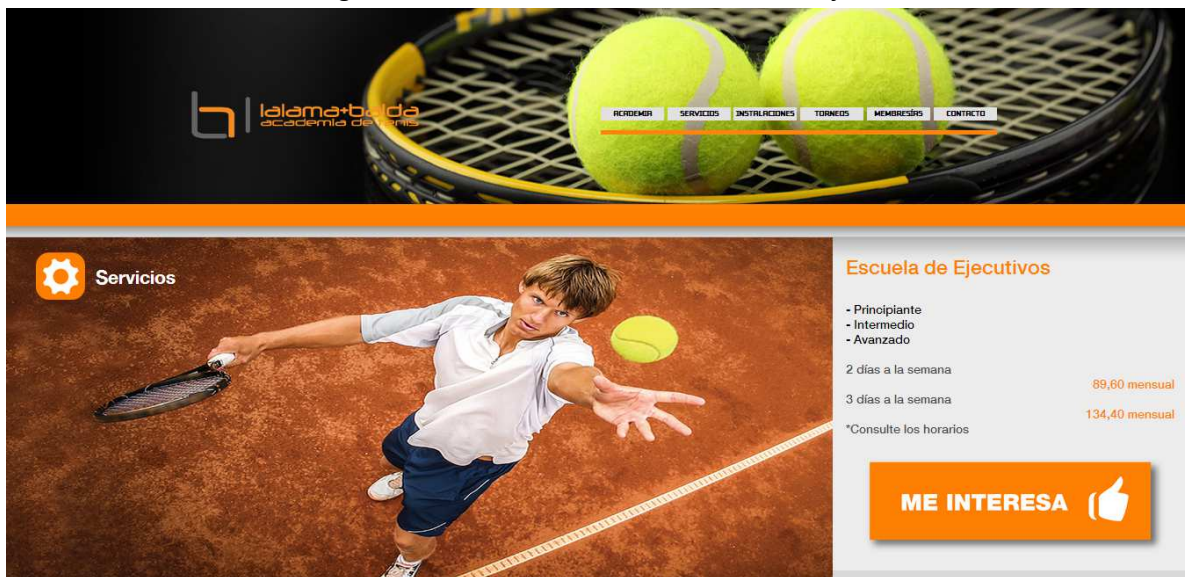 lalama+balda
academia de tenis
ACADEMIA SERVICIOS INSTALACIONES TORNEOS MEMBRESÍAS CONTACTO
Servicios
Escuela de Ejecutivos
- Principiante
- Intermedio
- Avanzado
2 días a la semana
89,60 mensual
3 días a la semana
134,40 mensual
*Consulte los horarios
ME INTERESA